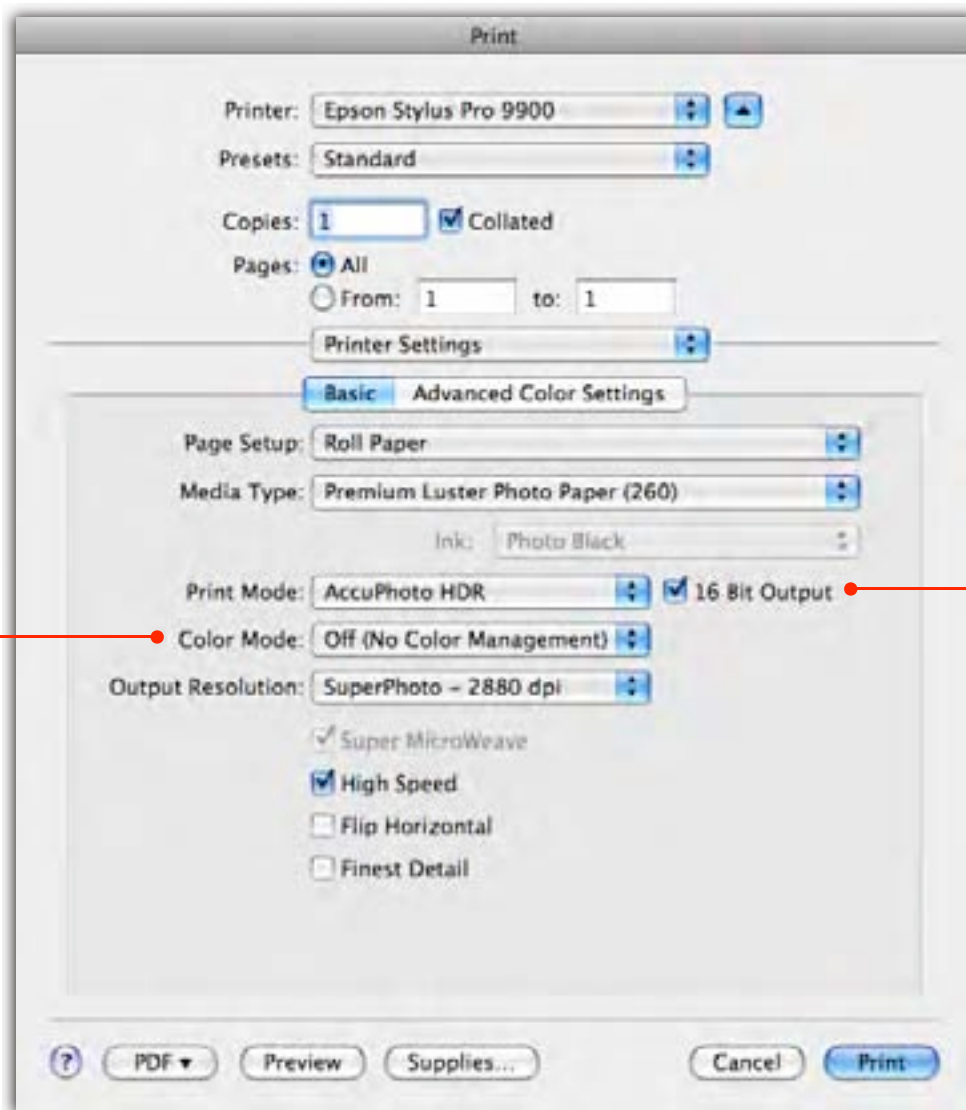 Print
Printer: Epson Stylus Pro 9900
Presets: Standard
Copies: 1 Collated
Pages: All
From: 1 to: 1
Printer Settings
Basic Advanced Color Settings
Page Setup: Roll Paper
Media Type: Premium Luster Photo Paper (260)
Ink: Photo Black
Print Mode: AccuPhoto HDR 16 Bit Output
Color Mode: Off (No Color Management)
Output Resolution: SuperPhoto – 2880 dpi
Super MicroWeave
High Speed
Flip Horizontal
Finest Detail
? PDF Preview Supplies... Cancel Print